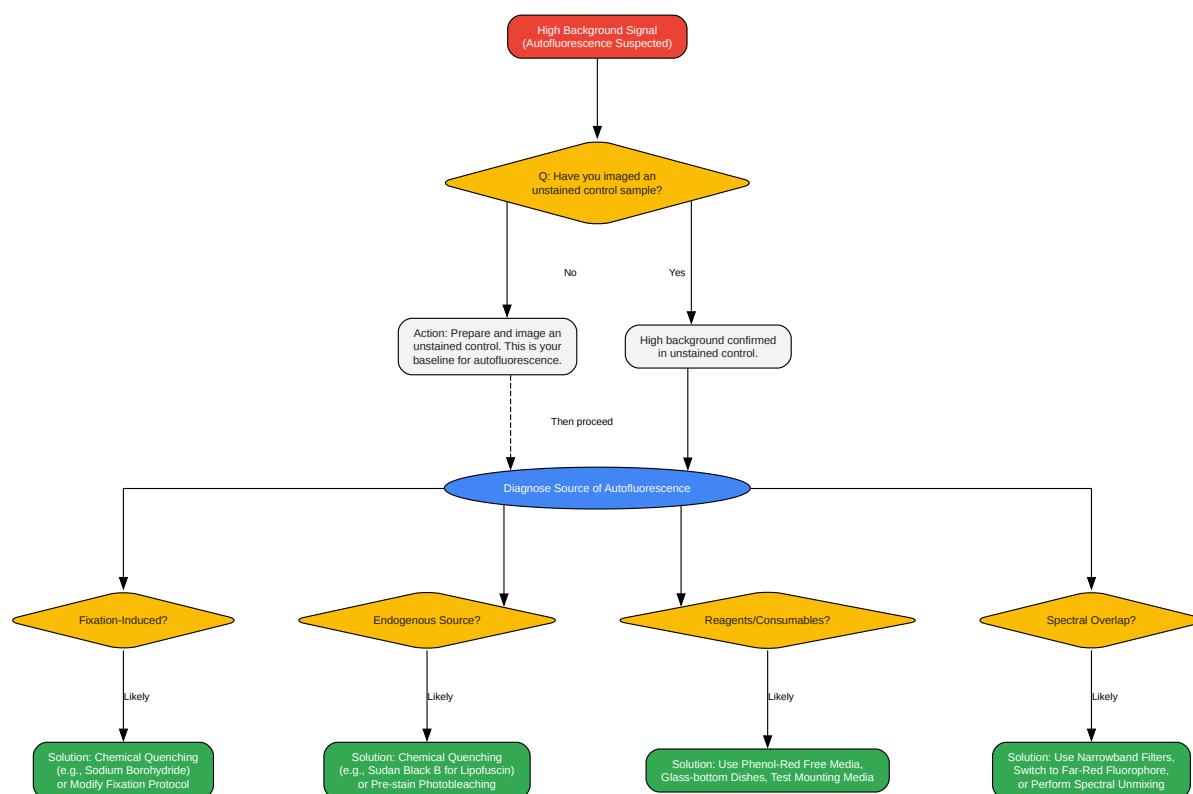 High Background Signal
(Autofluorescence Suspected)
Q: Have you imaged an
unstained control sample?
No
Yes
Action: Prepare and image an
unstained control. This is your
baseline for autofluorescence.
High background confirmed
in unstained control.
Then proceed
Diagnose Source of Autofluorescence
Fixation-Induced?
Endogenous Source?
Reagents/Consumables?
Spectral Overlap?
Likely
Likely
Likely
Likely
Solution: Chemical Quenching
(e.g., Sodium Borohydride)
or Modify Fixation Protocol
Solution: Chemical Quenching
(e.g., Sudan Black B for Lipofuscin)
or Pre-stain Photobleaching
Solution: Use Phenol-Red Free Media,
Glass-bottom Dishes, Test Mounting Media
Solution: Use Narrowband Filters,
Switch to Far-Red Fluorophore,
or Perform Spectral Unmixing